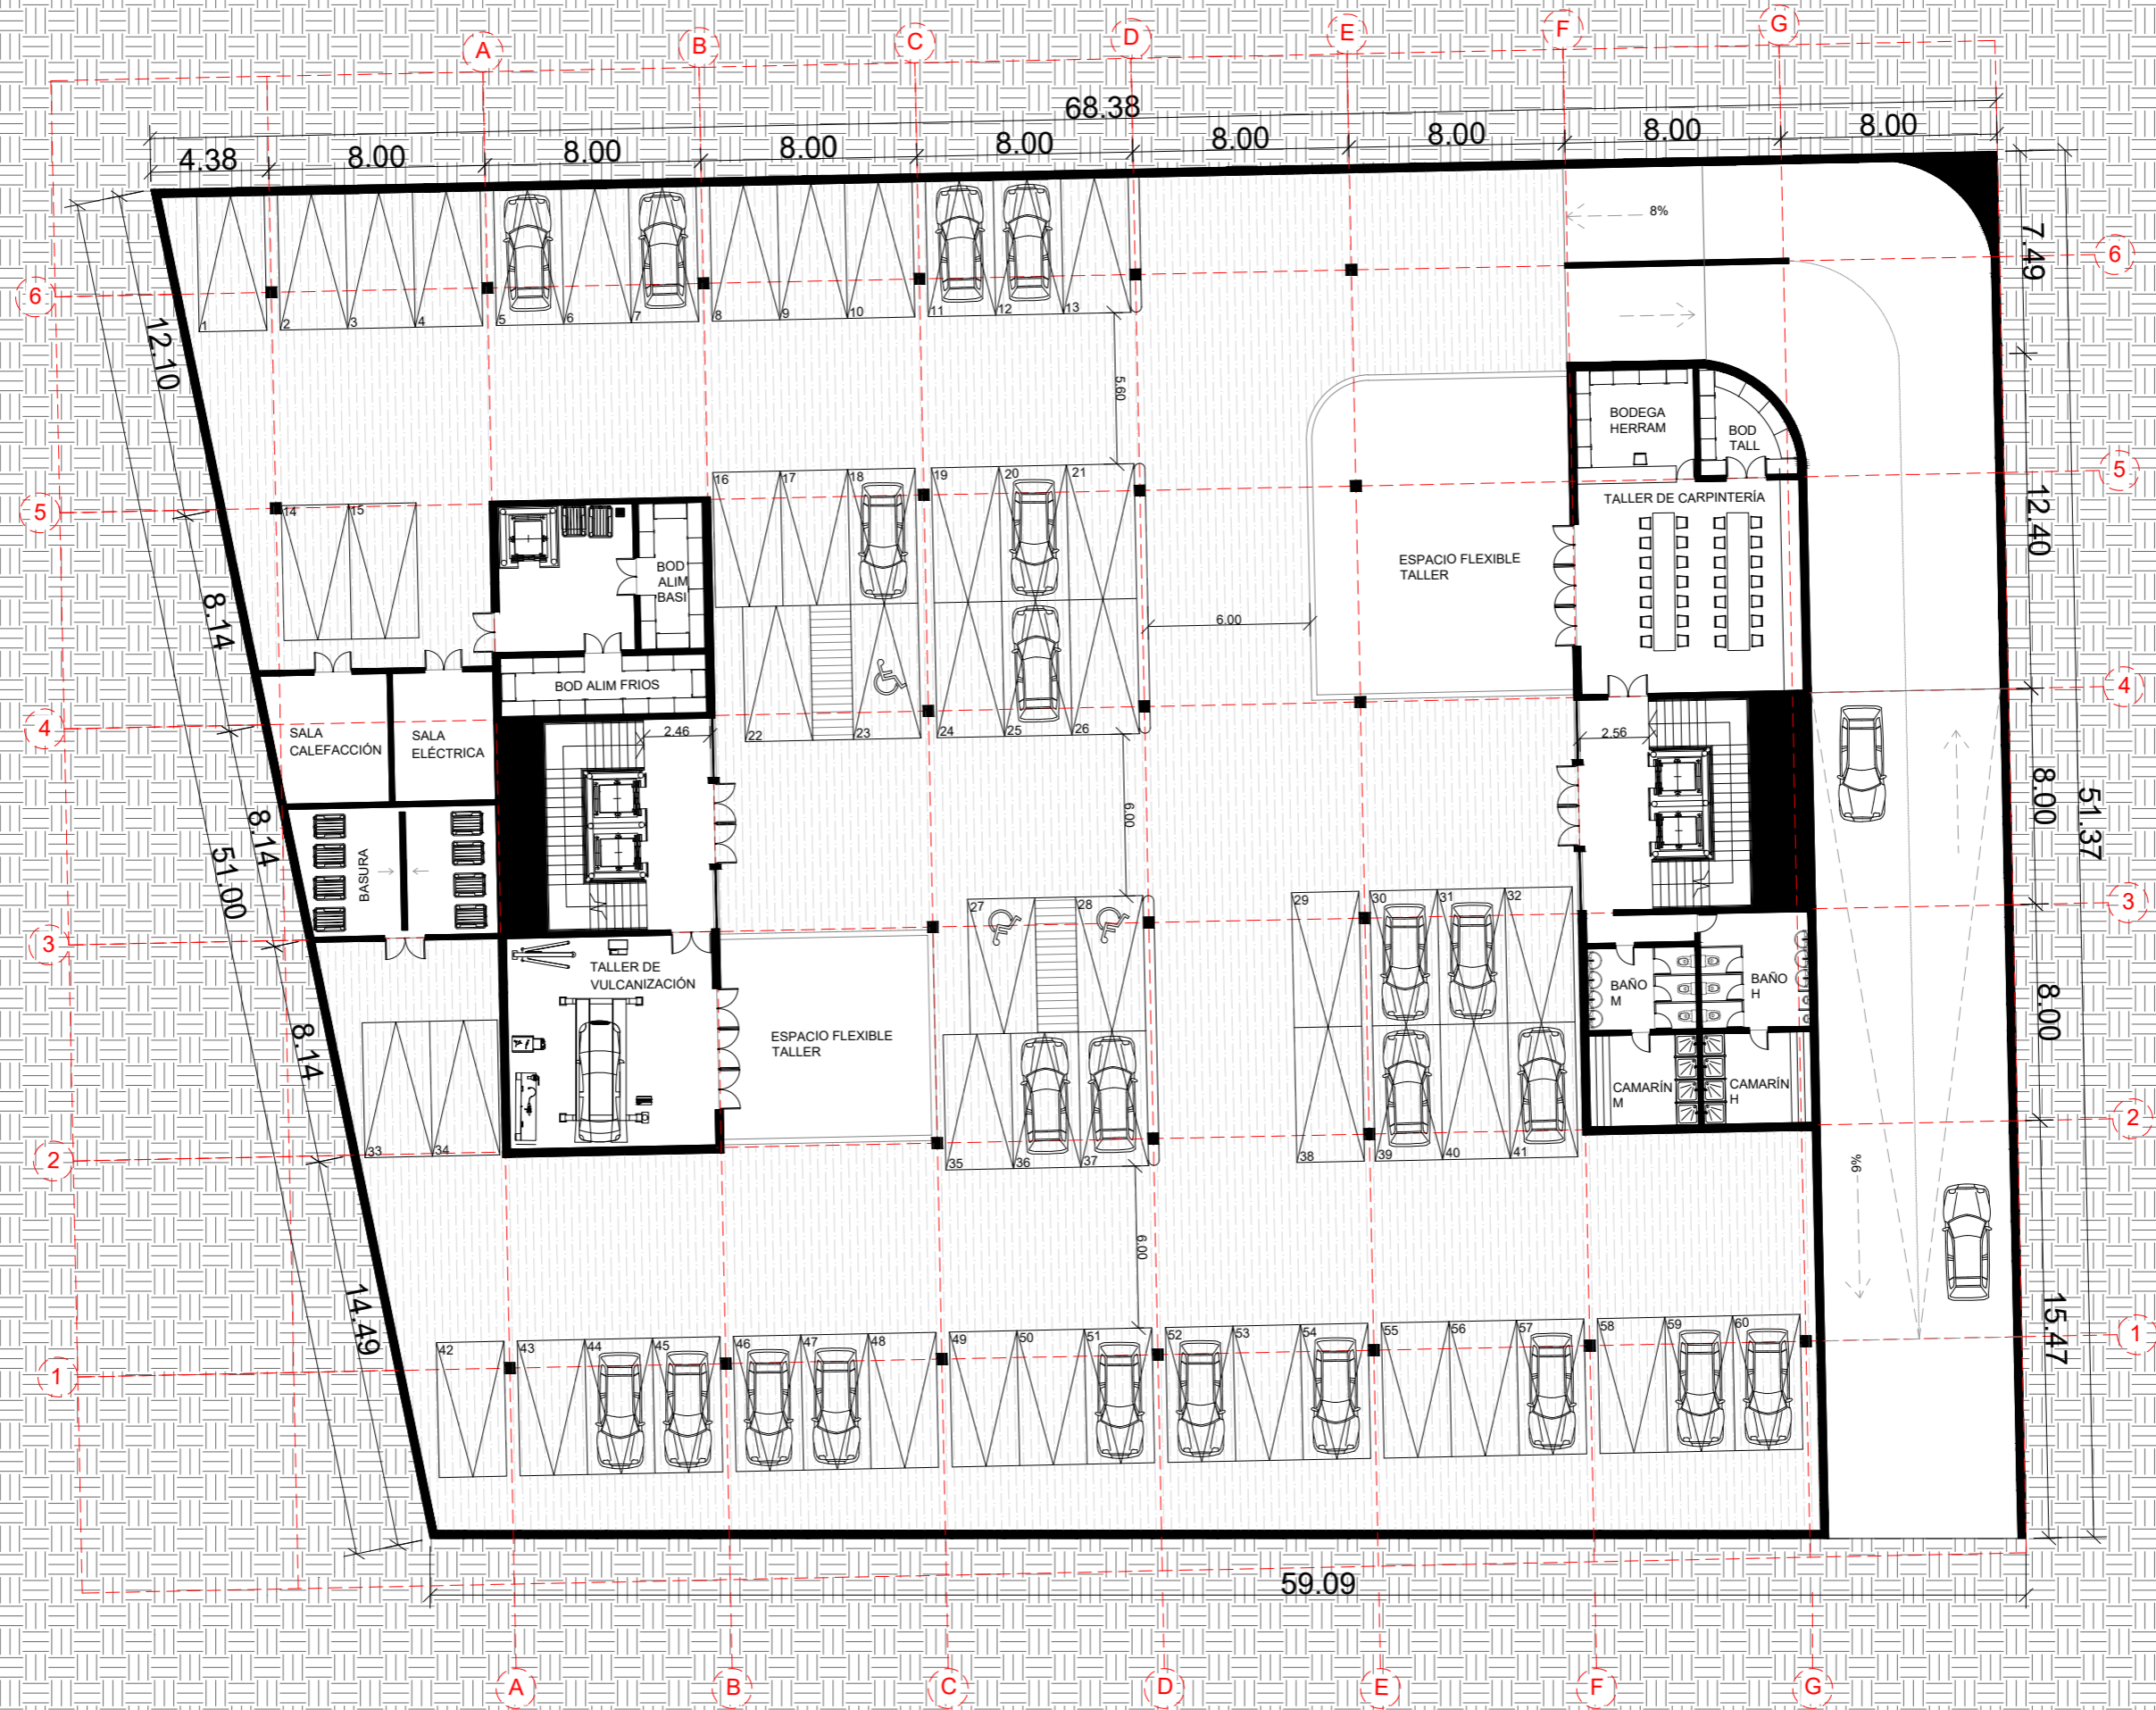 A B C D E F G
68.38
4.38 8.00 8.00 8.00 8.00 8.00 8.00 8.00 8.00
8%
7.49
6 6
12.10
1 2 3 4 5 6 7 8 9 10 11 12 13
5.60
BODEGA
HERRAM
BOD
TALL
5 5
16 17 18 19 20 21
14 15
TALLER DE CARPINTERÍA
12.40
ESPACIO FLEXIBLE
TALLER
BOD
ALIM
BASI
8.14
6.00
BOD ALIM FRIOS
4 4
22 23 24 25 26
SALA
CALEFACCIÓN
SALA
ELÉCTRICA
2.46
2.56
8.00
51.37
8.14
6.00
51.00
BASURA
3 3
27 28 29 30 31 32
TALLER DE
VULCANIZACIÓN
BAÑO
M
BAÑO
H
8.00
8.14
ESPACIO FLEXIBLE
TALLER
CAMARÍN
M
CAMARÍN
H
2 2
33 34 35 36 37 38 39 40 41
9%
6.00
14.49
15.47
1 1
42 43 44 45 46 47 48 49 50 51 52 53 54 55 56 57 58 59 60
59.09
A B C D E F G